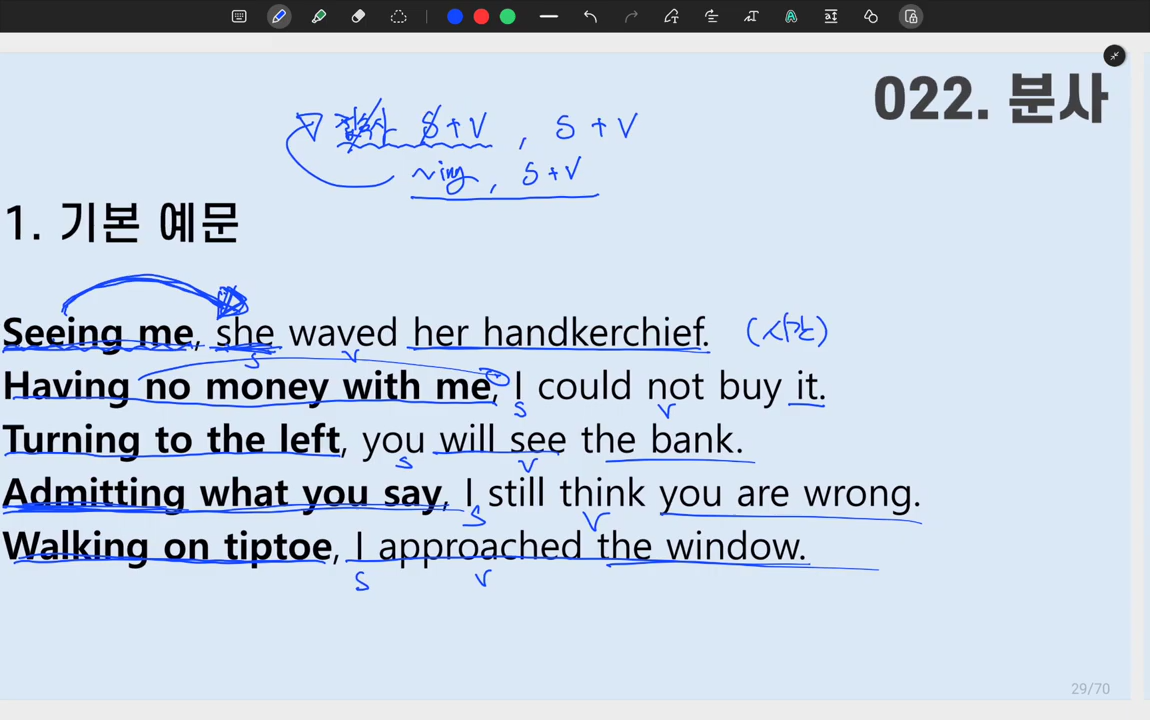 022. 분사
접속사 S+V, S+V
~ing, S+V
1. 기본 예문
Seeing me, she waved her handkerchief. (시간)
S V
Having no money with me, I could not buy it.
S V
Turning to the left, you will see the bank.
S V
Admitting what you say, I still think you are wrong.
S V
Walking on tiptoe, I approached the window.
S V
29/70